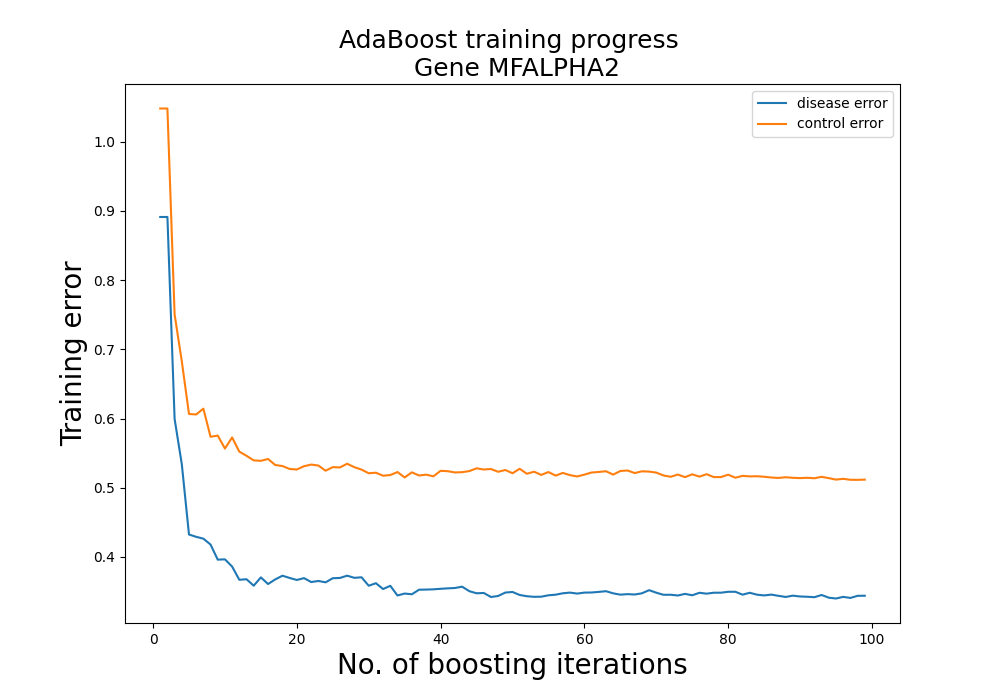 AdaBoost training progress
Gene MFALPHA2
disease error
control error
1.0
0.9
0.8
0.7
0.6
0.5
0.4
Training error
0 20 40 60 80 100
No. of boosting iterations